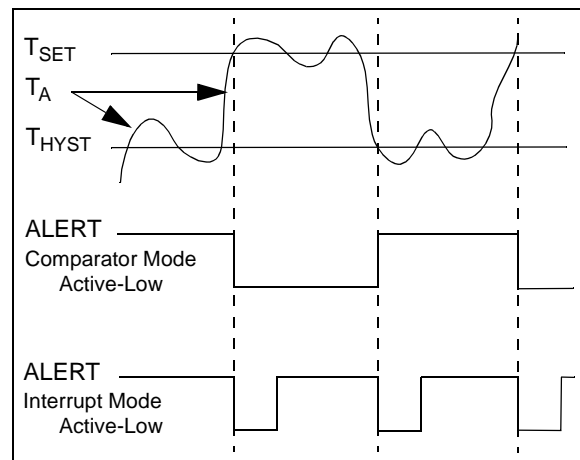 TSET
TA
THYST
ALERT
Comparator Mode
Active-Low
ALERT
Interrupt Mode
Active-Low